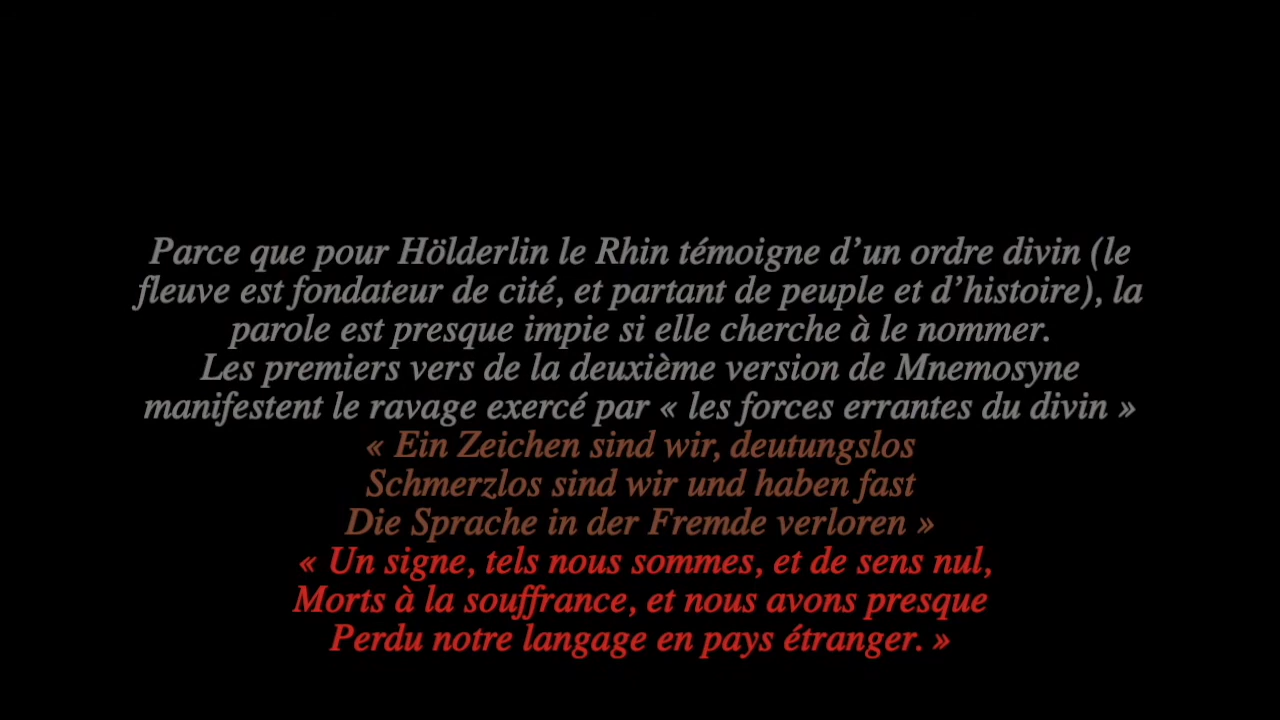 Parce que pour Hölderlin le Rhin témoigne d’un ordre divin (le
fleuve est fondateur de cité, et partant de peuple et d’histoire), la
parole est presque impie si elle cherche à le nommer.
Les premiers vers de la deuxième version de Mnemosyne
manifestent le ravage exercé par « les forces errantes du divin »
« Ein Zeichen sind wir, deutungslos
Schmerzlos sind wir und haben fast
Die Sprache in der Fremde verloren »
« Un signe, tels nous sommes, et de sens nul,
Morts à la souffrance, et nous avons presque
Perdu notre langage en pays étranger. »